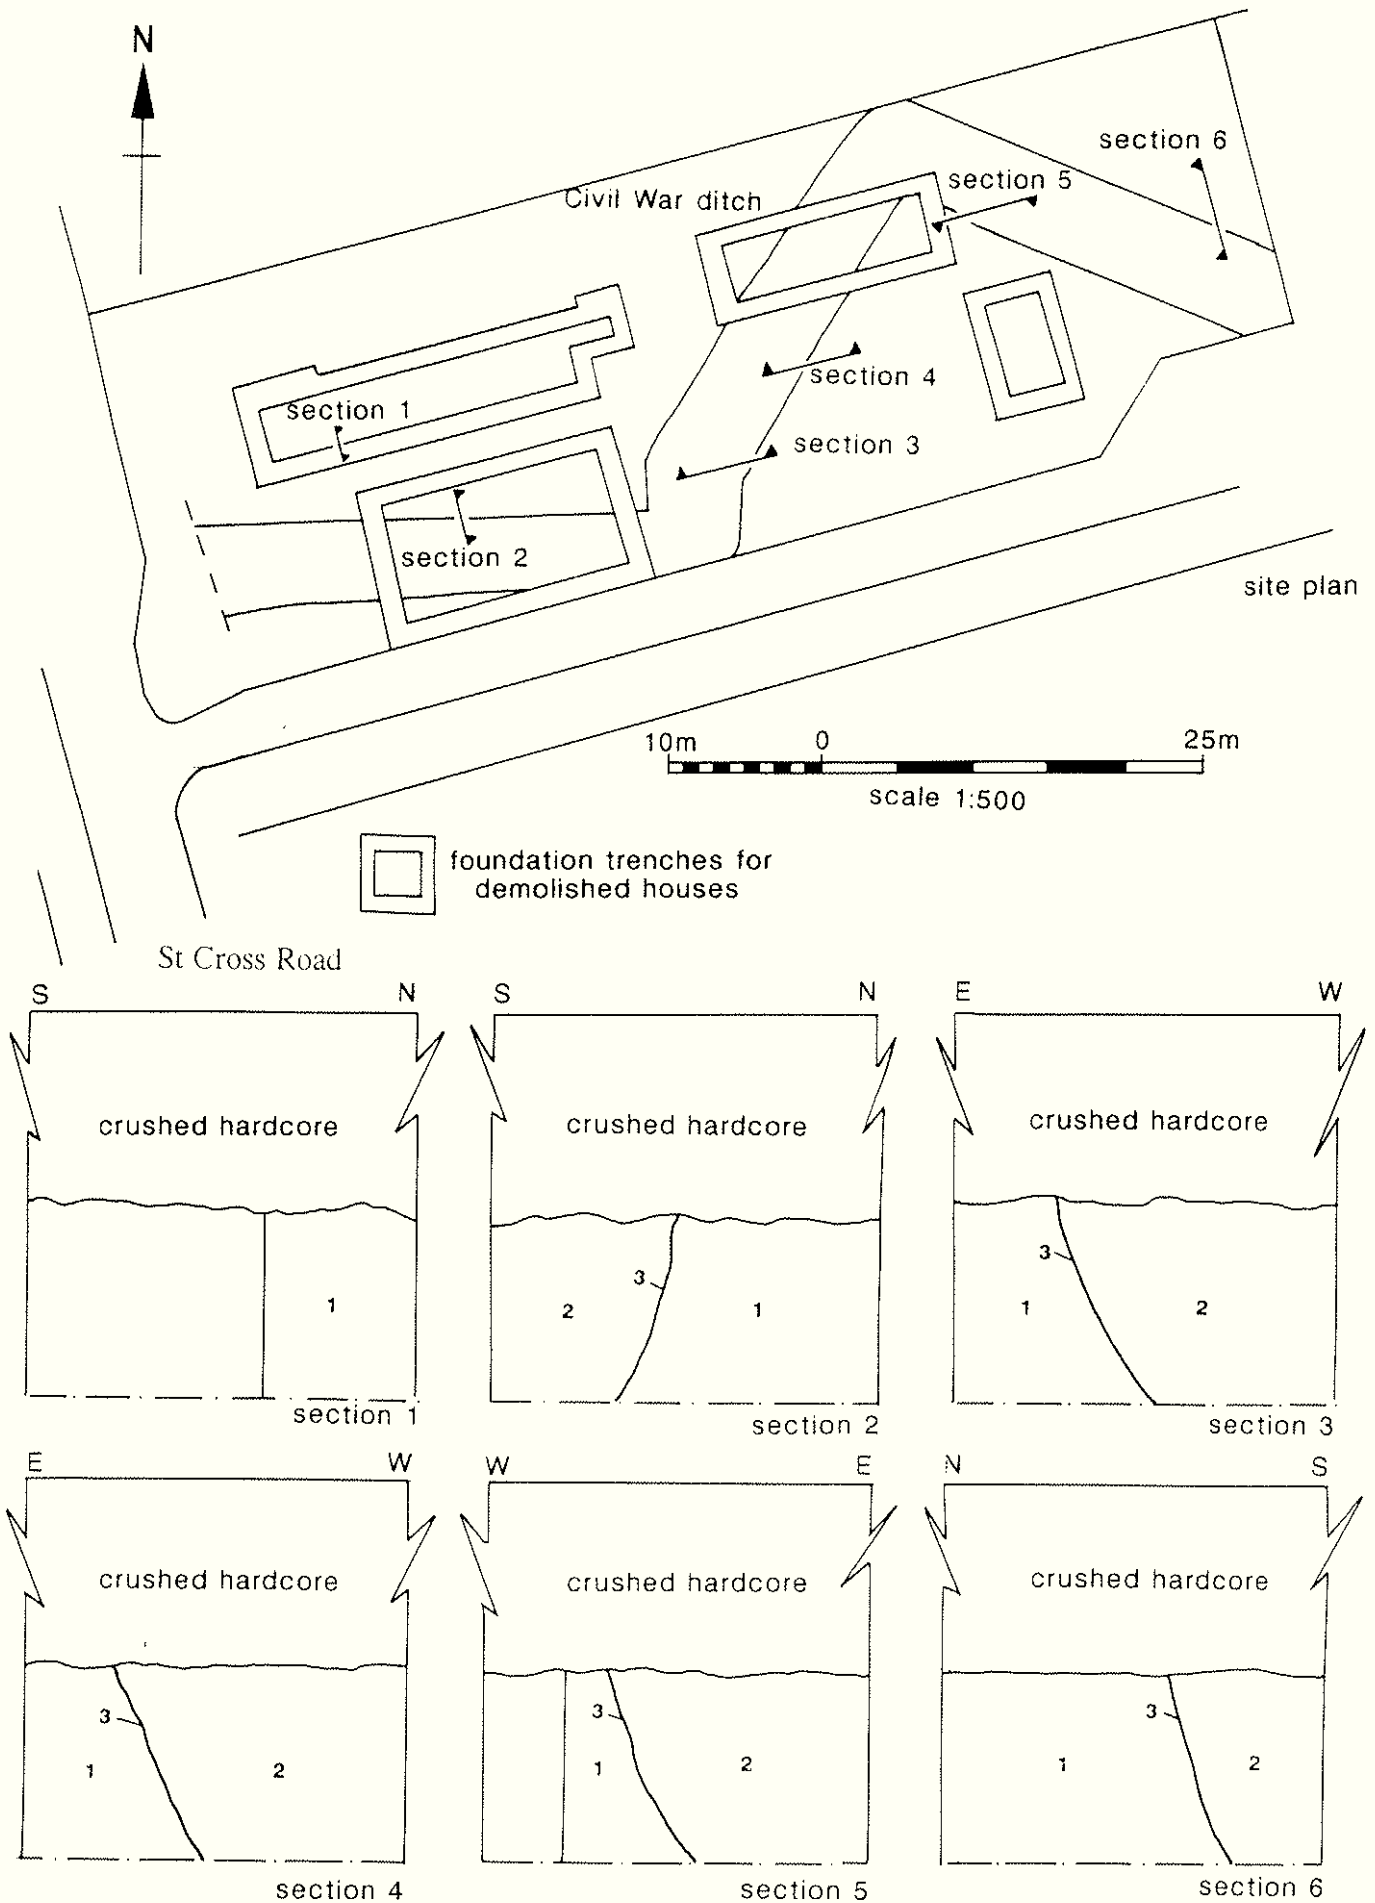 N
section 6
section 5
Civil War ditch
section 4
section 1
section 3
section 2
site plan
10m 0 25m
scale 1:500
foundation trenches for
demolished houses
St Cross Road
S N S N E W
crushed hardcore crushed hardcore crushed hardcore
3 3
1 2 1 1 2
section 1 section 2 section 3
E W W E N S
crushed hardcore crushed hardcore crushed hardcore
3 3 3
1 2 1 2 1 2
section 4 section 5 section 6